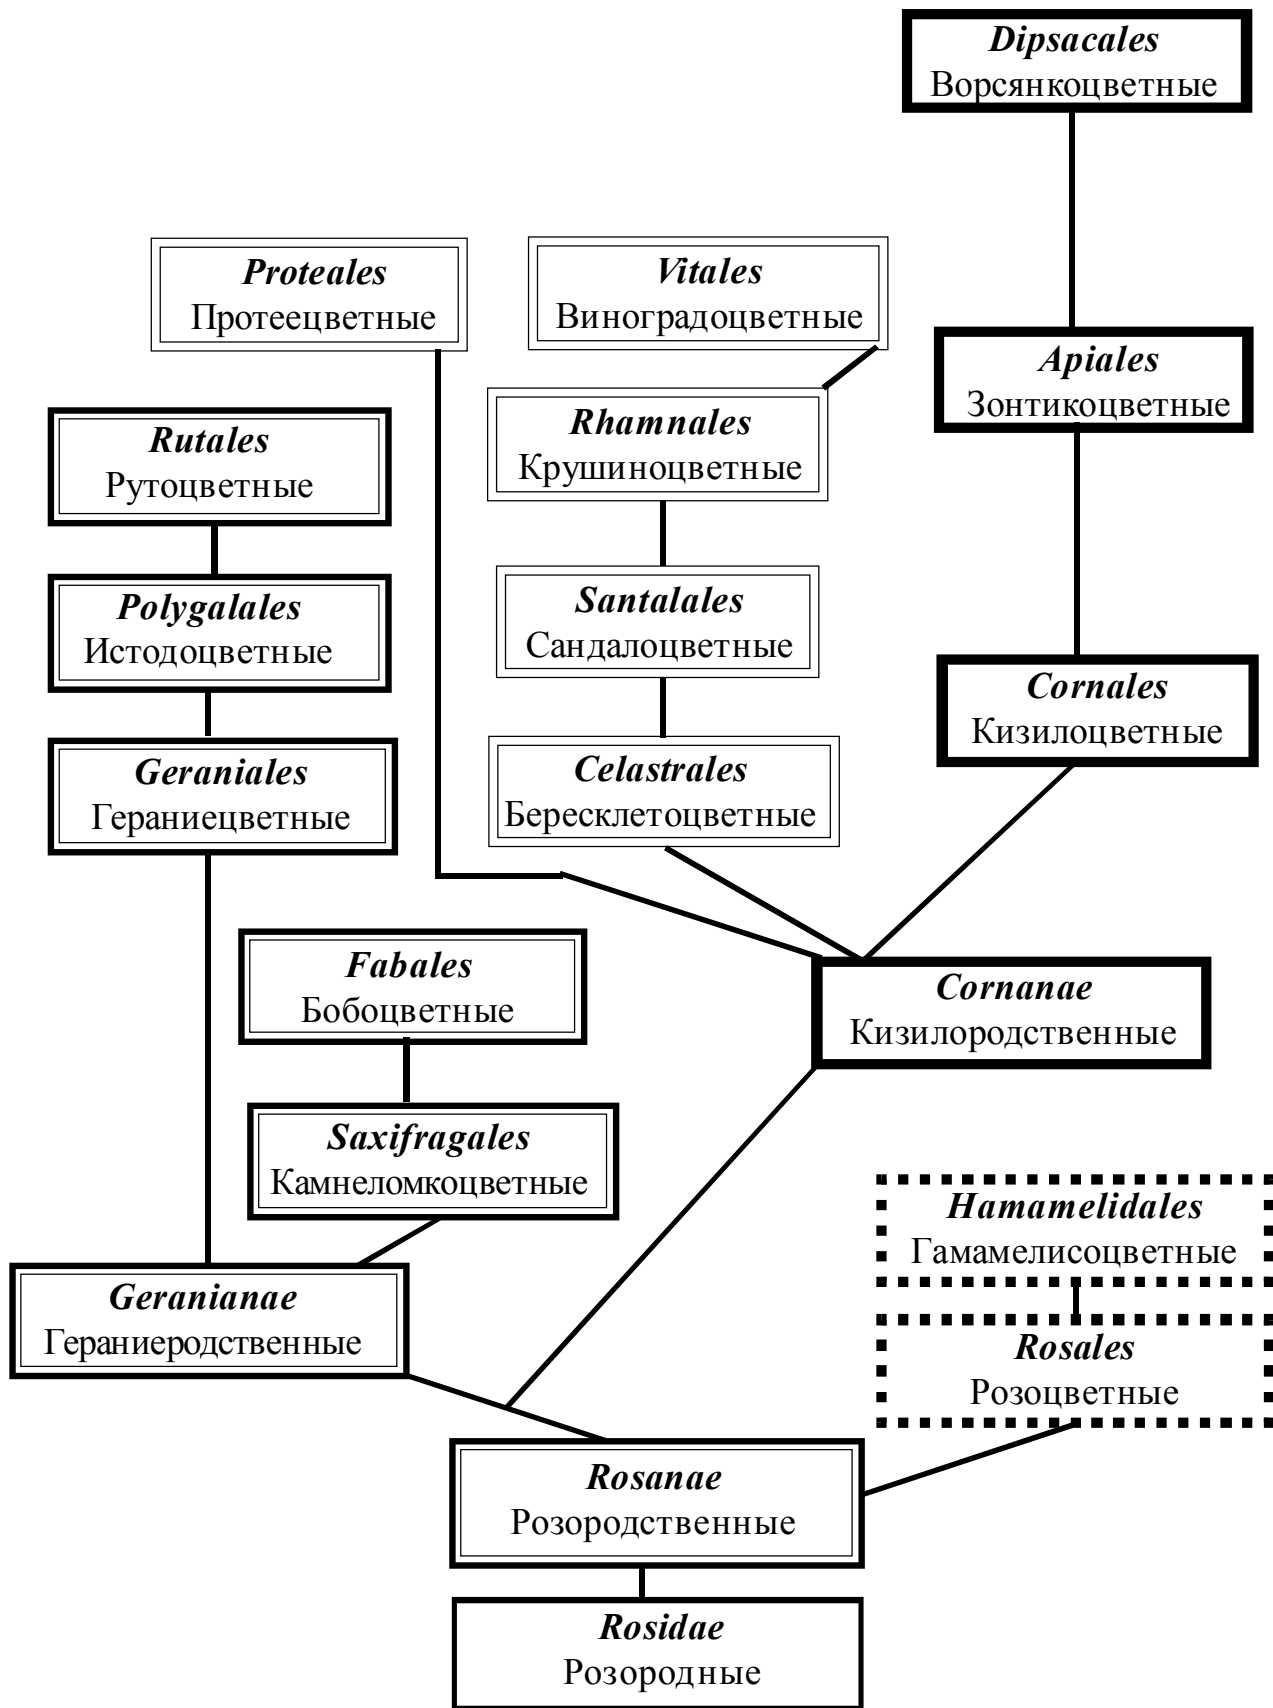 Dipsacales
Ворсянкоцветные
Proteales
Протеецветные
Vitales
Виноградоцветные
Apiales
Зонтикоцветные
Rhamnales
Крушиноцветные
Rutales
Рутоцветные
Santalales
Сандалоцветные
Polygalales
Истодоцветные
Cornales
Кизилоцветные
Geraniales
Гераниецветные
Celastrales
Бересклетоцветные
Fabales
Бобоцветные
Cornanae
Кизилородственные
Saxifragales
Камнеломкоцветные
Hamamelidales
Гамамелисоцветные
Geranianae
Гераниеродственные
Rosales
Розоцветные
Rosanae
Розородственные
Rosidae
Розородные